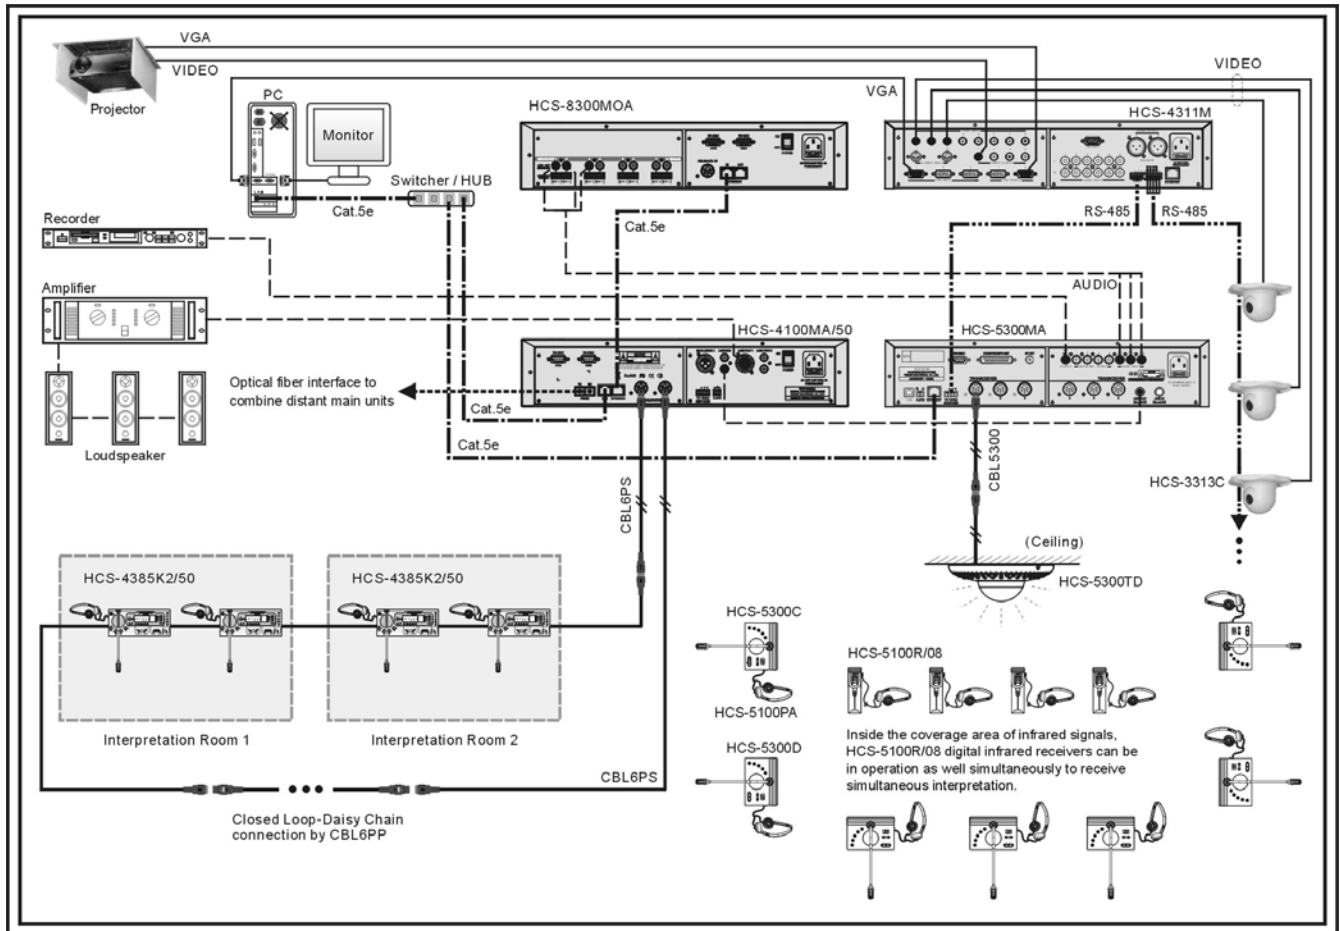 VGA
VIDEO
Projector
PC
Monitor
Switcher / HUB
Cat.5e
HCS-8300MOA
Cat.5e
VGA
VIDEO
HCS-4311M
RS-485
RS-485
Recorder
AUDIO
Amplifier
HCS-4100MA/50
HCS-5300MA
Optical fiber interface to
combine distant main units
Cat.5e
Cat.5e
Loudspeaker
CBL6PS
CBL5300
HCS-3313C
(Ceiling)
HCS-5300TD
HCS-4385K2/50
HCS-4385K2/50
Interpretation Room 1
Interpretation Room 2
HCS-5300C
HCS-5100PA
HCS-5300D
HCS-5100R/08
Inside the coverage area of infrared signals,
HCS-5100R/08 digital infrared receivers can be
in operation as well simultaneously to receive
simultaneous interpretation.
CBL6PS
Closed Loop-Daisy Chain
connection by CBL6PP